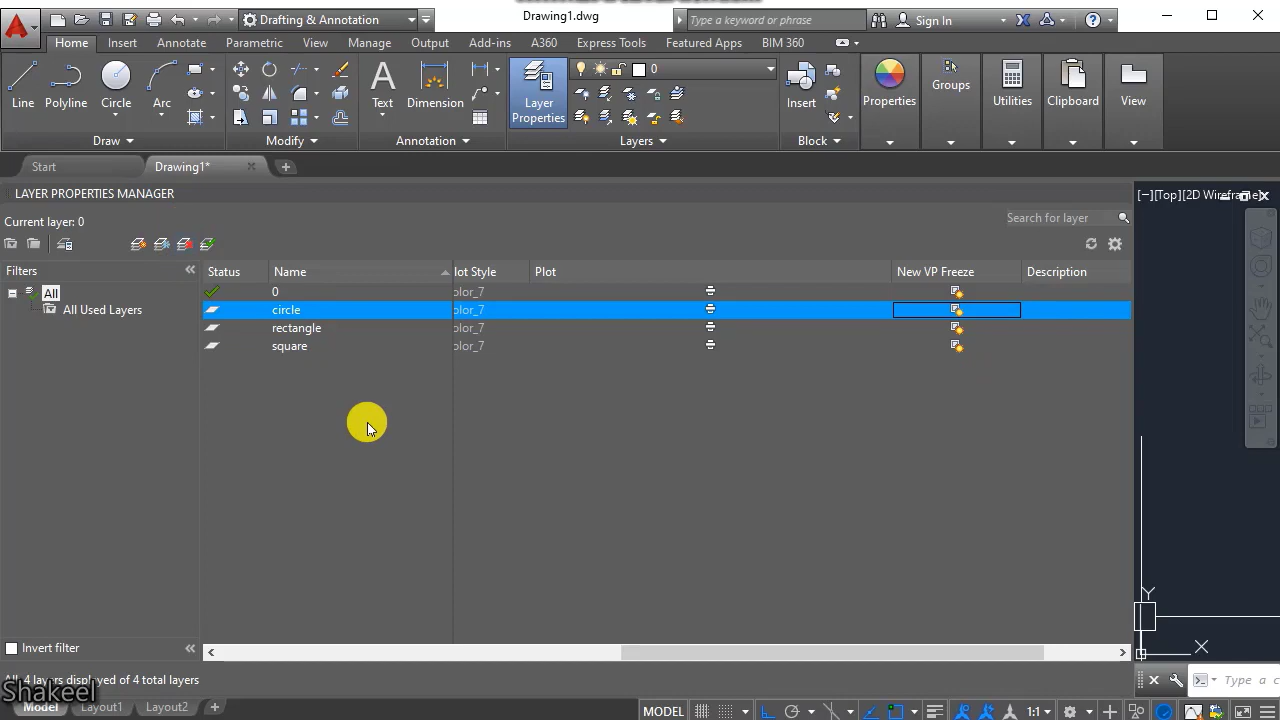 Drafting & Annotation
Drawing1.dwg
Type a keyword or phrase
Sign In
Home Insert Annotate Parametric View Manage Output Add-ins A360 Express Tools Featured Apps BIM 360
0
Line Polyline Circle Arc Text Dimension Layer Properties Insert Properties Groups Utilities Clipboard View
Draw Modify Annotation Layers Block
Start Drawing1*
LAYER PROPERTIES MANAGER
[−][Top][2D Wireframe]
Current layer: 0
Search for layer
Filters Status Name lot Style Plot New VP Freeze Description
All 0 olor_7
All Used Layers circle olor_7
rectangle olor_7
square olor_7
Y
X
Invert filter
All 4 layers displayed of 4 total layers
Type a c
Shakeel
Model Layout1 Layout2
MODEL 1:1